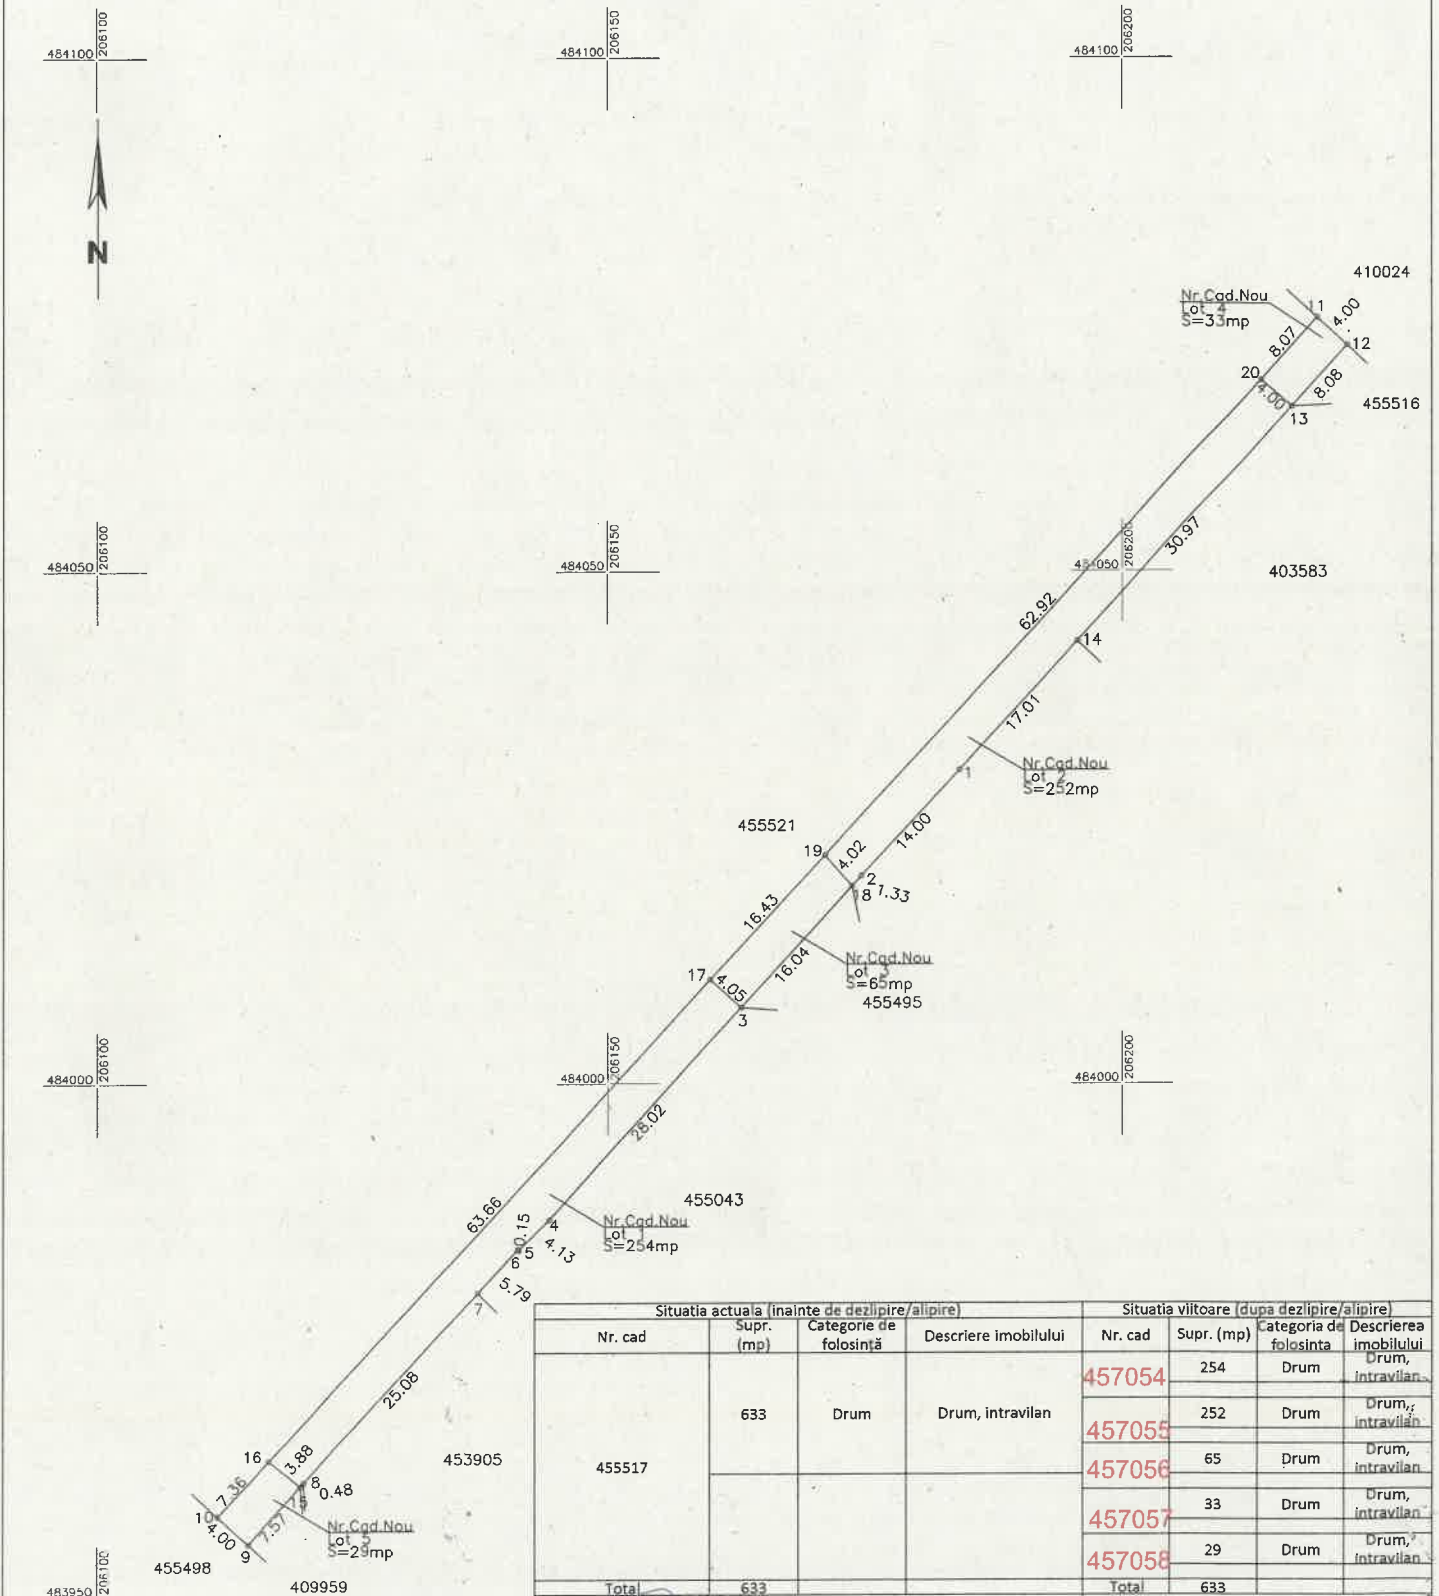 484100 206100
484100 206150
484100 206200
N
410024
Nr.Cad.Nou
Lot 4
S=33mp
11
4.00
12
8.07
20
4.00
8.08
13
455516
484050 206100
484050 206150
484050 206200
30.97
403583
62.92
14
17.01
Nr.Cad.Nou
Lot 2
S=252mp
1
455521
14.00
19
4.02
2
18
1.33
16.43
16.04
Nr.Cad.Nou
Lot 3
S=65mp
455495
17
4.05
3
484000 206100
484000 206150
484000 206200
28.02
455043
63.66
Nr.Cad.Nou
Lot 1
S=254mp
4
0.15
5
4.13
6
5.79
7
25.08
453905
16
3.88
8
0.48
15
7.36
10
4.00
7.57
9
Nr.Cad.Nou
Lot 5
S=29mp
455498
409959
483950 206100
Situatia actuala (inainte de dezlipire/alipire) Situatia viitoare (dupa dezlipire/alipire)
Nr. cad Supr. (mp) Categorie de folosință Descriere imobilului Nr. cad Supr. (mp) Categoria de folosinta Descrierea imobilului
455517 633 Drum Drum, intravilan
457054 254 Drum Drum, intravilan
457055 252 Drum Drum, intravilan
457056 65 Drum Drum, intravilan
457057 33 Drum Drum, intravilan
457058 29 Drum Drum, intravilan
Total 633 Total 633